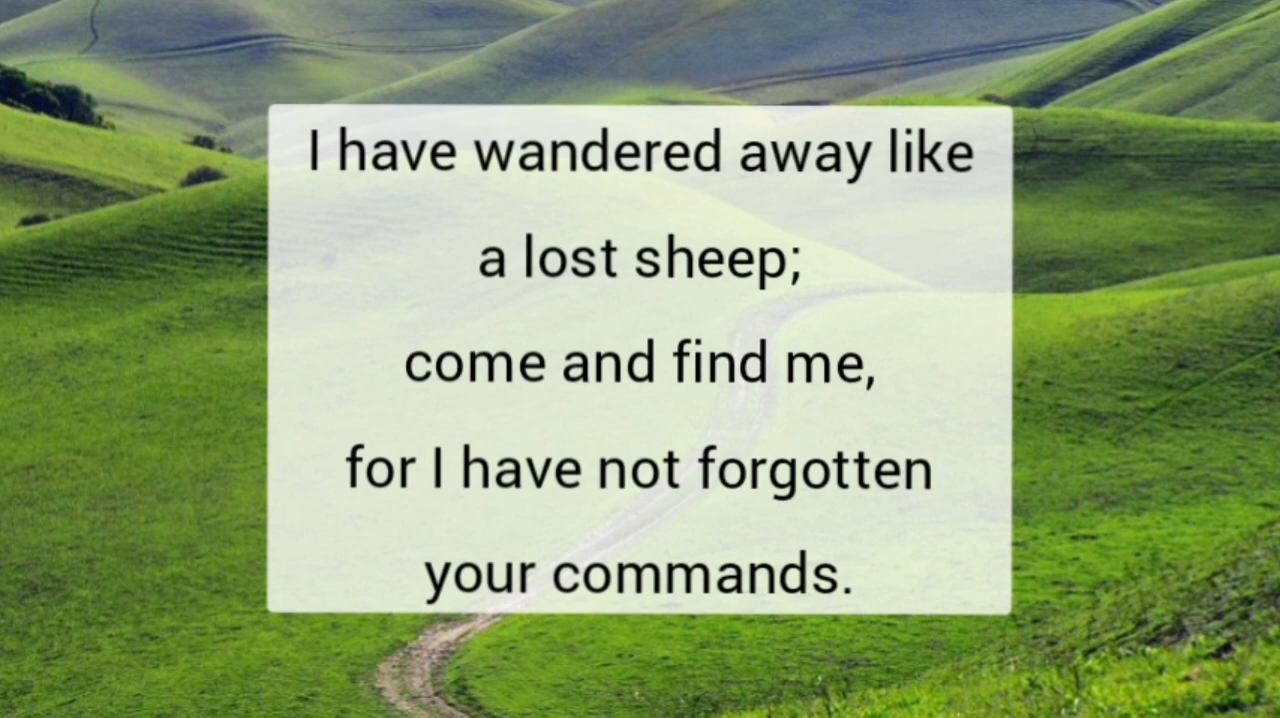 I have wandered away like
a lost sheep;
come and find me,
for I have not forgotten
your commands.